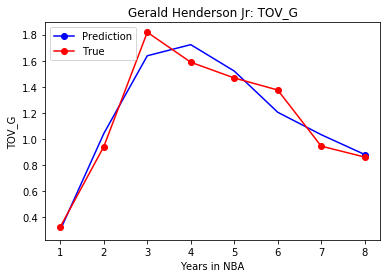 Gerald Henderson Jr: TOV_G
Prediction
True
1.8
1.6
1.4
1.2
1.0
0.8
0.6
0.4
TOV_G
1 2 3 4 5 6 7 8
Years in NBA